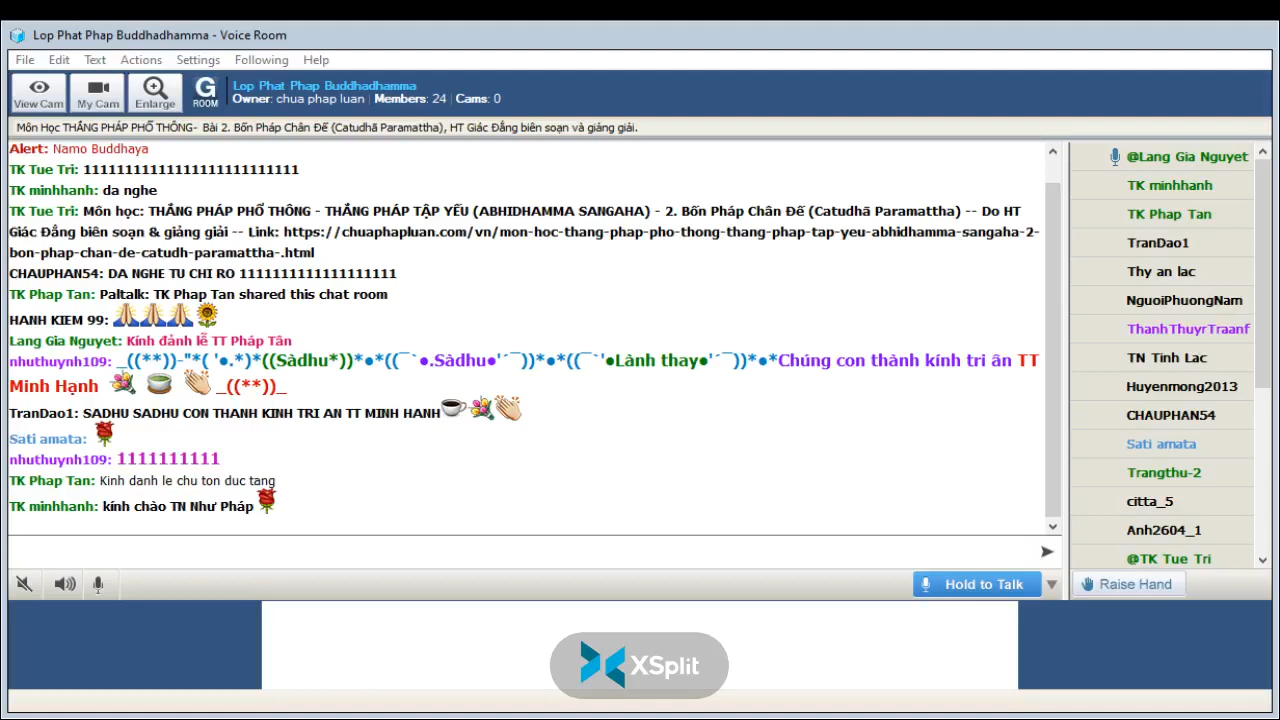 Lop Phat Phap Buddhadhamma - Voice Room
File Edit Text Actions Settings Following Help
View Cam My Cam Enlarge G ROOM
Lop Phat Phap Buddhadhamma
Owner: chua phap luan | Members: 24 | Cams: 0
Môn Học THẮNG PHÁP PHỔ THÔNG- Bài 2. Bốn Pháp Chân Đế (Catudhã Paramattha), HT Giác Đẳng biên soạn và giảng giải.
Alert: Namo Buddhaya
TK Tue Tri: 11111111111111111111111111
TK minhhanh: da nghe
TK Tue Tri: Môn học: THẮNG PHÁP PHỔ THÔNG - THẮNG PHÁP TẬP YẾU (ABHIDHAMMA SANGAHA) - 2. Bốn Pháp Chân Đế (Catudhã Paramattha) -- Do HT
Giác Đẳng biên soạn & giảng giải -- Link: https://chuaphapluan.com/vn/mon-hoc-thang-phap-pho-thong-thang-phap-tap-yeu-abhidhamma-sangaha-2-
bon-phap-chan-de-catudh-paramattha-.html
CHAUPHAN54: DA NGHE TU CHI RO 1111111111111111111
TK Phap Tan: Paltalk: TK Phap Tan shared this chat room
HANH KIEM 99: 🙏🙏🙏🌻
Lang Gia Nguyet: Kính đảnh lễ TT Pháp Tân
nhuthuynh109: _((**))-"*( '●.*)*((Sàdhu*))*●*((¯`●.Sàdhu●'´¯))*●*((¯`'●Lành thay●'´¯))*●*Chúng con thành kính tri ân TT
Minh Hạnh 💐 🍵 👏 _((**))_
TranDao1: SADHU SADHU CON THANH KINH TRI AN TT MINH HANH☕💐👏
Sati amata: 🌹
nhuthuynh109: 1111111111
TK Phap Tan: Kinh danh le chu ton duc tang
TK minhhanh: kính chào TN Như Pháp 🌹
Hold to Talk
@Lang Gia Nguyet
TK minhhanh
TK Phap Tan
TranDao1
Thy an lac
NguoiPhuongNam
ThanhThuyrTraanf
TN Tinh Lac
Huyenmong2013
CHAUPHAN54
Sati amata
Trangthu-2
citta_5
Anh2604_1
@TK Tue Tri
Raise Hand
XSplit